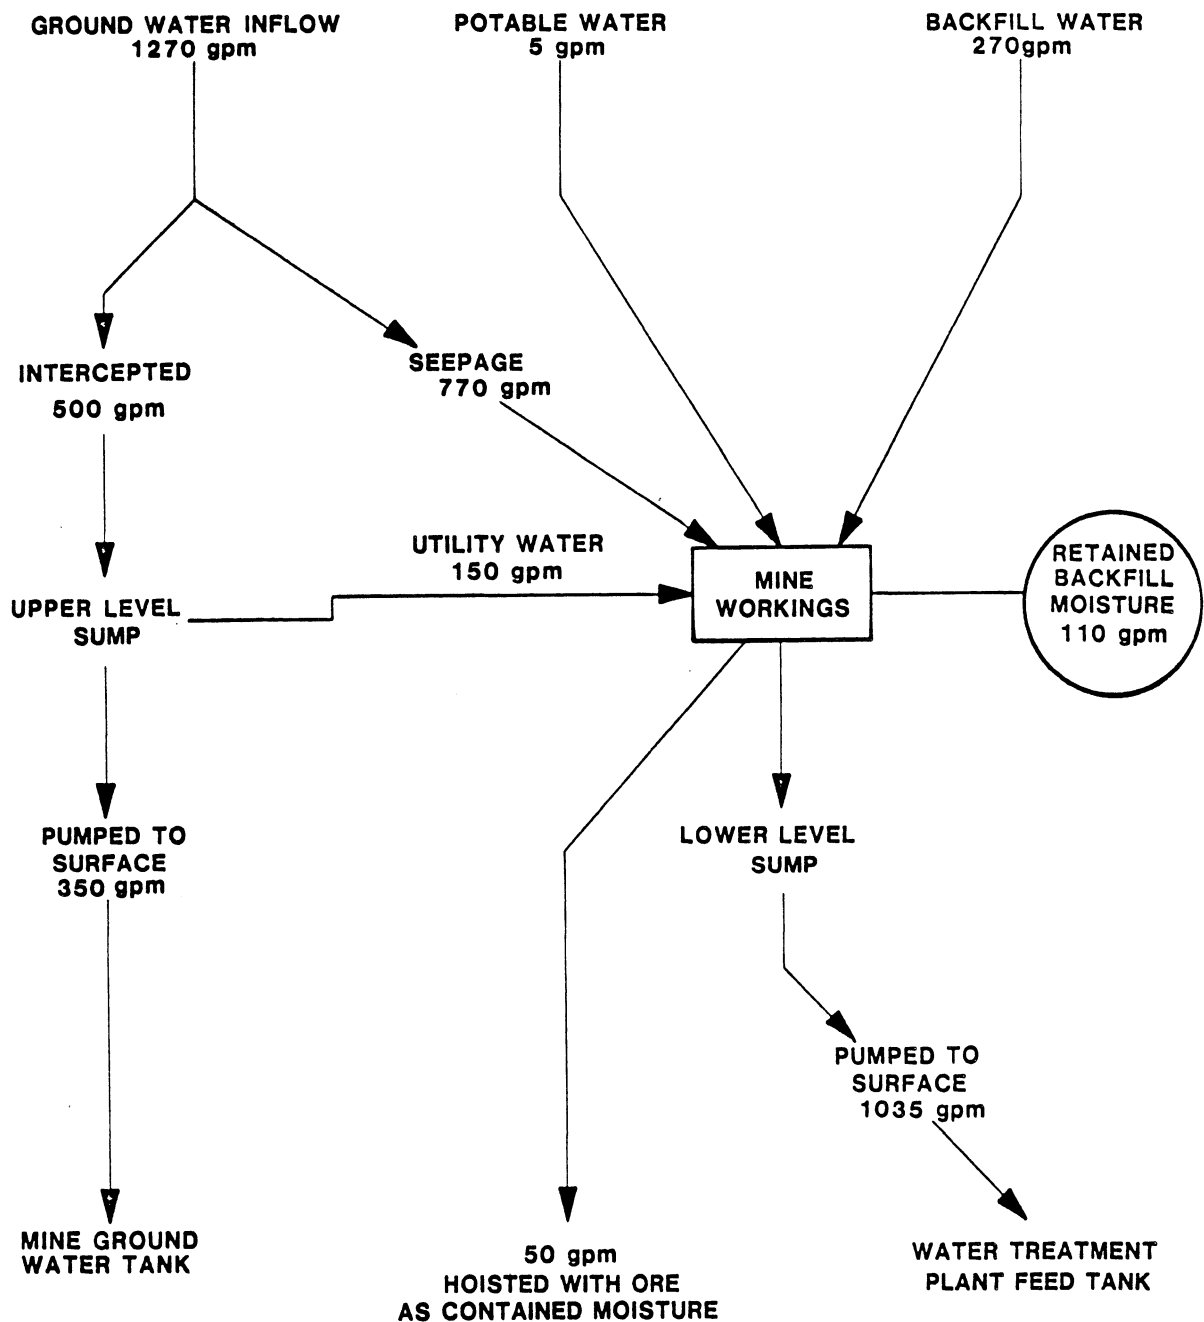 GROUND WATER INFLOW
1270 gpm
POTABLE WATER
5 gpm
BACKFILL WATER
270gpm
INTERCEPTED
500 gpm
SEEPAGE
770 gpm
UTILITY WATER
150 gpm
MINE
WORKINGS
RETAINED
BACKFILL
MOISTURE
110 gpm
UPPER LEVEL
SUMP
PUMPED TO
SURFACE
350 gpm
LOWER LEVEL
SUMP
PUMPED TO
SURFACE
1035 gpm
MINE GROUND
WATER TANK
50 gpm
HOISTED WITH ORE
AS CONTAINED MOISTURE
WATER TREATMENT
PLANT FEED TANK